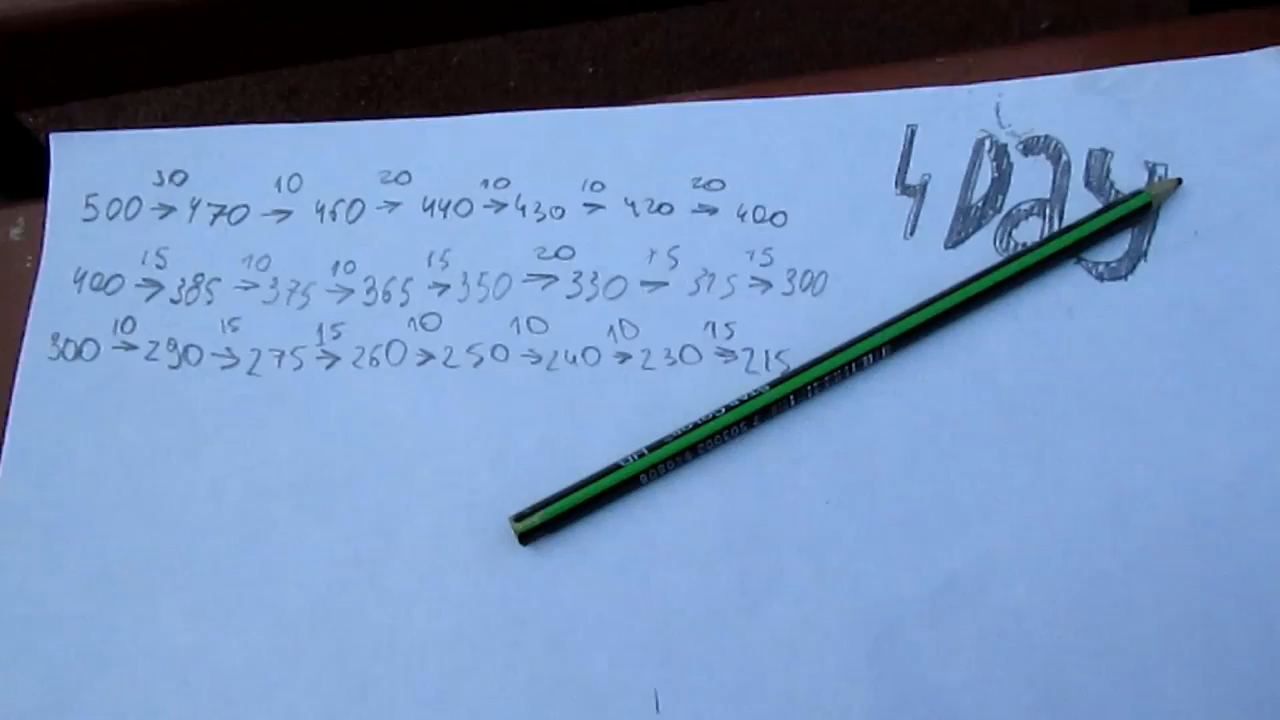 4 Day
30 10 20 10 10 20
500 → 470 → 460 → 440 → 430 → 420 → 400
15 10 10 15 20 15 15
400 → 385 → 375 → 365 → 350 → 330 → 315 → 300
10 15 15 10 10 10 15
300 → 290 → 275 → 260 → 250 → 240 → 230 → 215